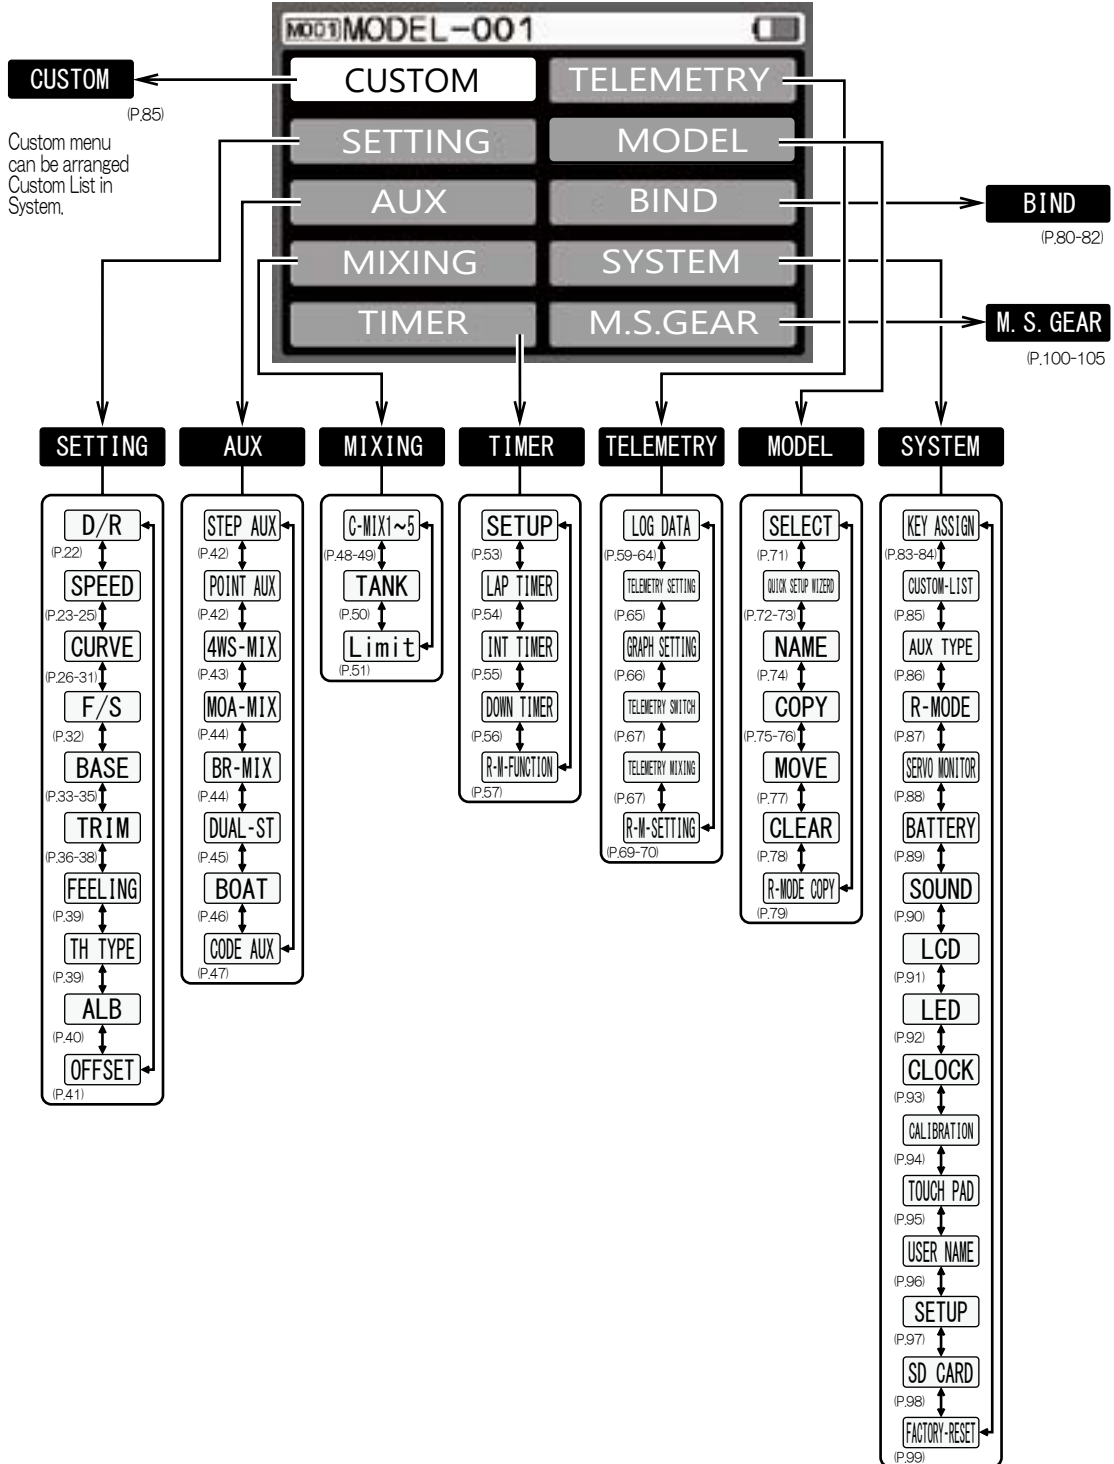 MOD1 MODEL-001
CUSTOM
TELEMETRY
SETTING
MODEL
AUX
BIND
MIXING
SYSTEM
TIMER
M.S.GEAR
CUSTOM
(P.85)
Custom menu
can be arranged
Custom List in
System.
BIND
(P.80-82)
M.S.GEAR
(P.100-105
SETTING
D/R
(P.22)
SPEED
(P.23-25)
CURVE
(P.26-31)
F/S
(P.32)
BASE
(P.33-35)
TRIM
(P.36-38)
FEELING
(P.39)
TH TYPE
(P.39)
ALB
(P.40)
OFFSET
(P.41)
AUX
STEP AUX
(P.42)
POINT AUX
(P.42)
4WS-MIX
(P.43)
MOA-MIX
(P.44)
BR-MIX
(P.44)
DUAL-ST
(P.45)
BOAT
(P.46)
CODE AUX
(P.47)
MIXING
C-MIX1~5
(P.48-49)
TANK
(P.50)
Limit
(P.51)
TIMER
SETUP
(P.53)
LAP TIMER
(P.54)
INT TIMER
(P.55)
DOWN TIMER
(P.56)
R-M-FUNCTION
(P.57)
TELEMETRY
LOG DATA
(P.59-64)
TELEMETRY SETTING
(P.65)
GRAPH SETTING
(P.66)
TELEMETRY SWITCH
(P.67)
TELEMETRY MIXING
(P.67)
R-M-SETTING
(P.69-70)
MODEL
SELECT
(P.71)
QUICK SETUP WIZERD
(P.72-73)
NAME
(P.74)
COPY
(P.75-76)
MOVE
(P.77)
CLEAR
(P.78)
R-MODE COPY
(P.79)
SYSTEM
KEY ASSIGN
(P.83-84)
CUSTOM-LIST
(P.85)
AUX TYPE
(P.86)
R-MODE
(P.87)
SERVO MONITOR
(P.88)
BATTERY
(P.89)
SOUND
(P.90)
LCD
(P.91)
LED
(P.92)
CLOCK
(P.93)
CALIBRATION
(P.94)
TOUCH PAD
(P.95)
USER NAME
(P.96)
SETUP
(P.97)
SD CARD
(P.98)
FACTORY-RESET
(P.99)